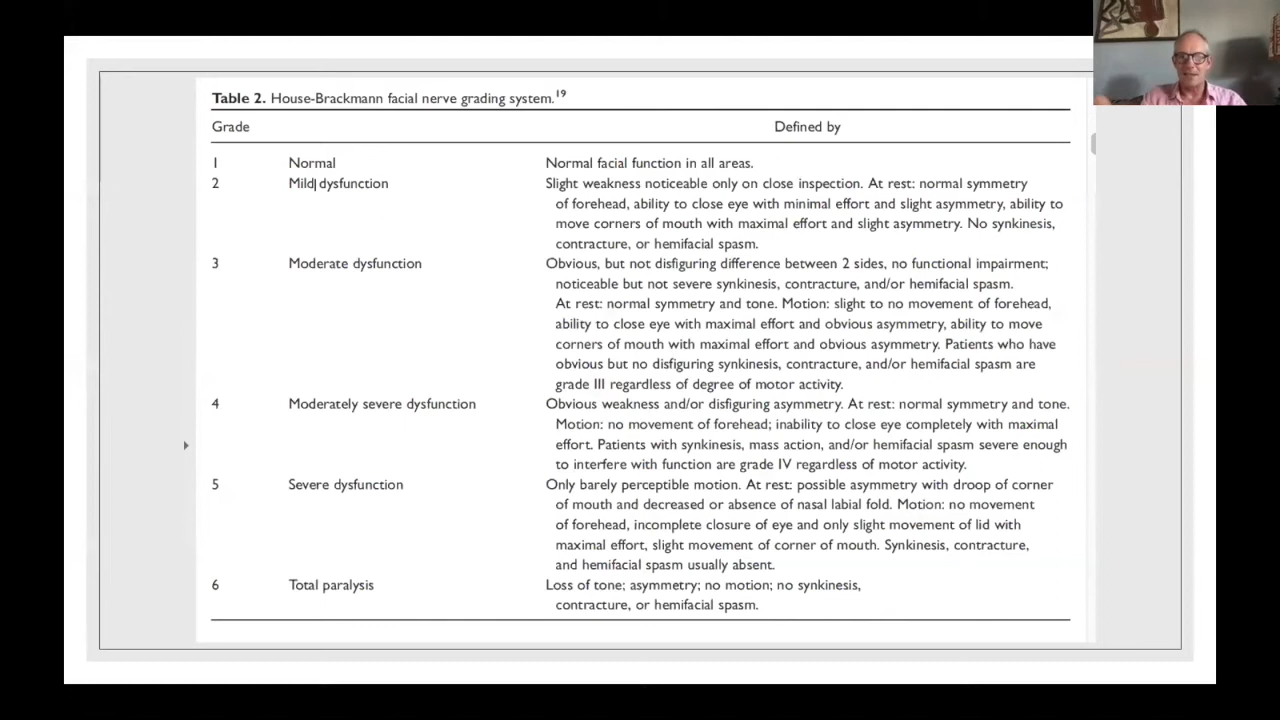 Table 2. House-Brackmann facial nerve grading system.19
Grade Defined by
1 Normal Normal facial function in all areas.
2 Mild dysfunction Slight weakness noticeable only on close inspection. At rest: normal symmetry
of forehead, ability to close eye with minimal effort and slight asymmetry, ability to
move corners of mouth with maximal effort and slight asymmetry. No synkinesis,
contracture, or hemifacial spasm.
3 Moderate dysfunction Obvious, but not disfiguring difference between 2 sides, no functional impairment;
noticeable but not severe synkinesis, contracture, and/or hemifacial spasm.
At rest: normal symmetry and tone. Motion: slight to no movement of forehead,
ability to close eye with maximal effort and obvious asymmetry, ability to move
corners of mouth with maximal effort and obvious asymmetry. Patients who have
obvious but no disfiguring synkinesis, contracture, and/or hemifacial spasm are
grade III regardless of degree of motor activity.
4 Moderately severe dysfunction Obvious weakness and/or disfiguring asymmetry. At rest: normal symmetry and tone.
Motion: no movement of forehead; inability to close eye completely with maximal
effort. Patients with synkinesis, mass action, and/or hemifacial spasm severe enough
to interfere with function are grade IV regardless of motor activity.
5 Severe dysfunction Only barely perceptible motion. At rest: possible asymmetry with droop of corner
of mouth and decreased or absence of nasal labial fold. Motion: no movement
of forehead, incomplete closure of eye and only slight movement of lid with
maximal effort, slight movement of corner of mouth. Synkinesis, contracture,
and hemifacial spasm usually absent.
6 Total paralysis Loss of tone; asymmetry; no motion; no synkinesis,
contracture, or hemifacial spasm.